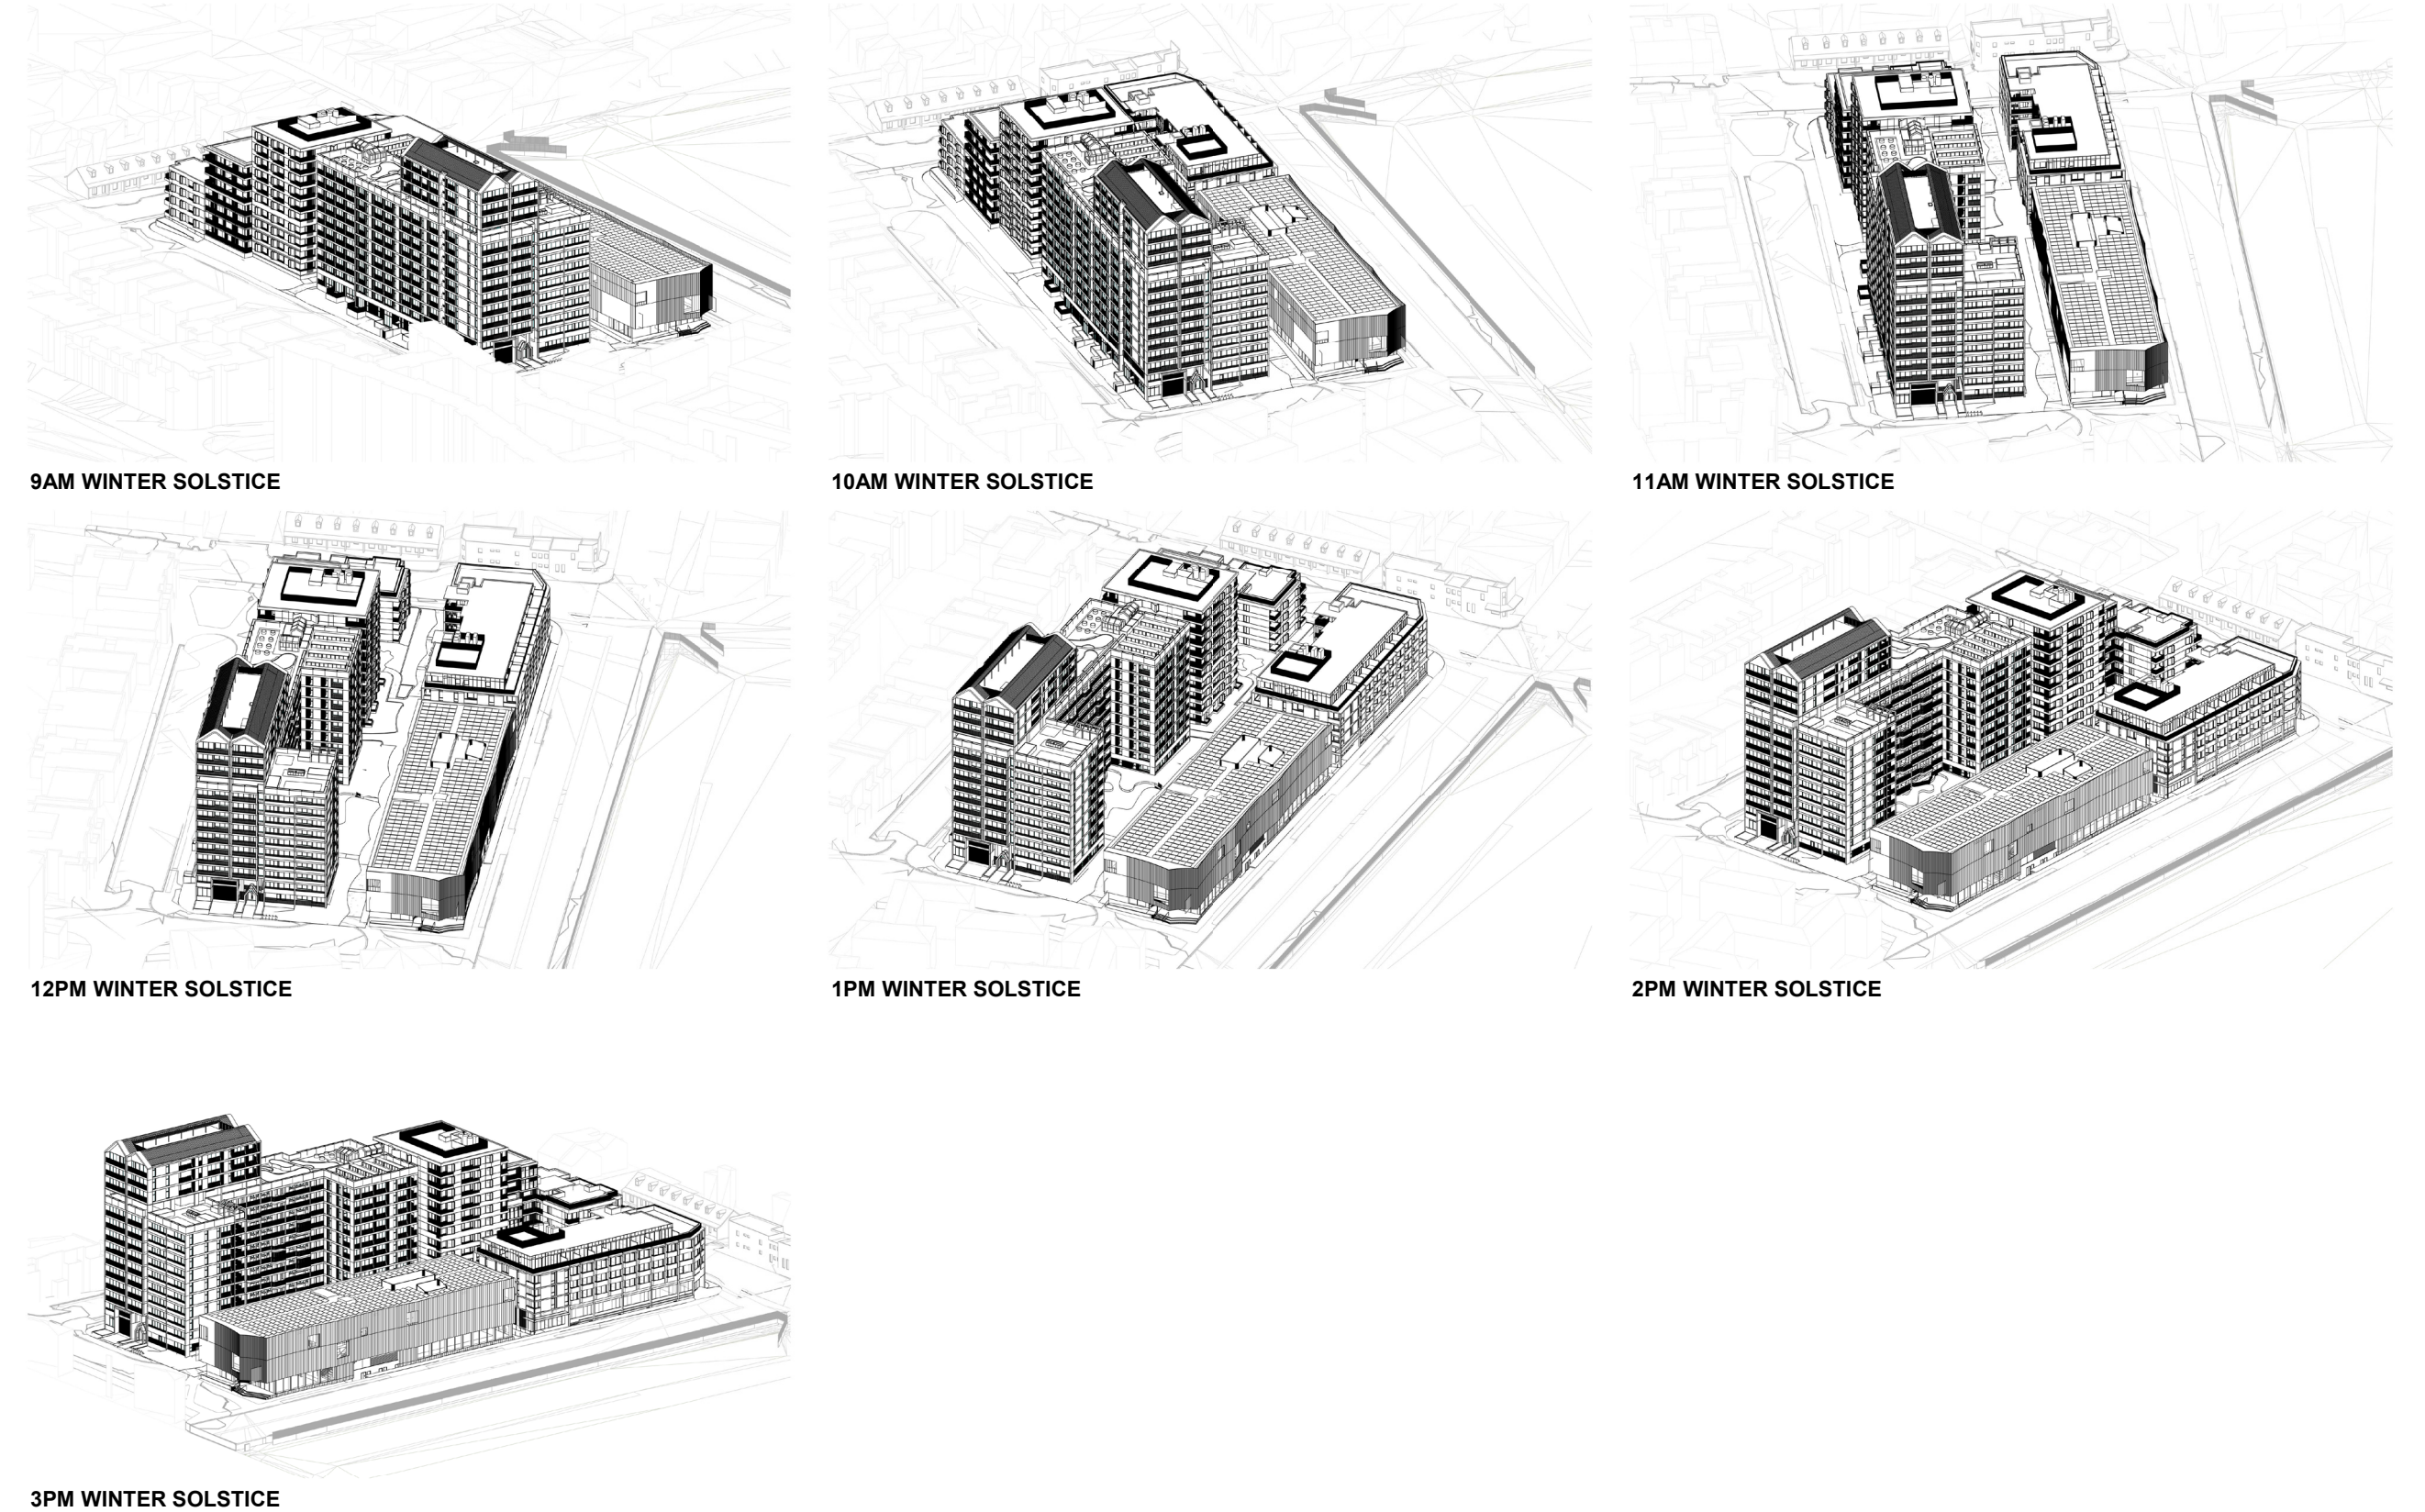 9AM WINTER SOLSTICE
10AM WINTER SOLSTICE
11AM WINTER SOLSTICE
12PM WINTER SOLSTICE
1PM WINTER SOLSTICE
2PM WINTER SOLSTICE
3PM WINTER SOLSTICE